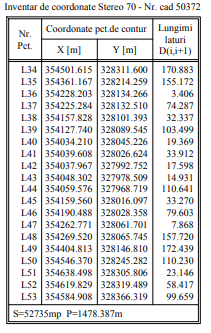 Inventar de coordonate Stereo 70 - Nr. cad 50372
Nr. Pct. Coordonate pct.de contur Lungimi laturi D(i,i+1)
X [m] Y [m]
L34 354501.615 328311.600 170.883
L35 354361.167 328214.259 155.172
L36 354228.203 328134.266 3.406
L37 354225.284 328132.510 74.287
L38 354157.828 328101.393 32.337
L39 354127.740 328089.545 103.499
L40 354034.210 328045.226 19.369
L41 354039.608 328026.624 33.912
L42 354037.967 327992.752 17.598
L43 354048.302 327978.509 14.931
L44 354059.576 327968.719 110.641
L45 354159.560 328016.097 33.270
L46 354190.488 328028.359 79.603
L47 354262.771 328061.701 7.868
L48 354269.520 328065.745 157.720
L49 354404.813 328146.810 172.439
L50 354546.370 328245.282 110.230
L51 354638.498 328305.806 23.146
L52 354619.829 328319.489 58.417
L53 354584.908 328366.319 99.659
S=52735mp P=1478.387m